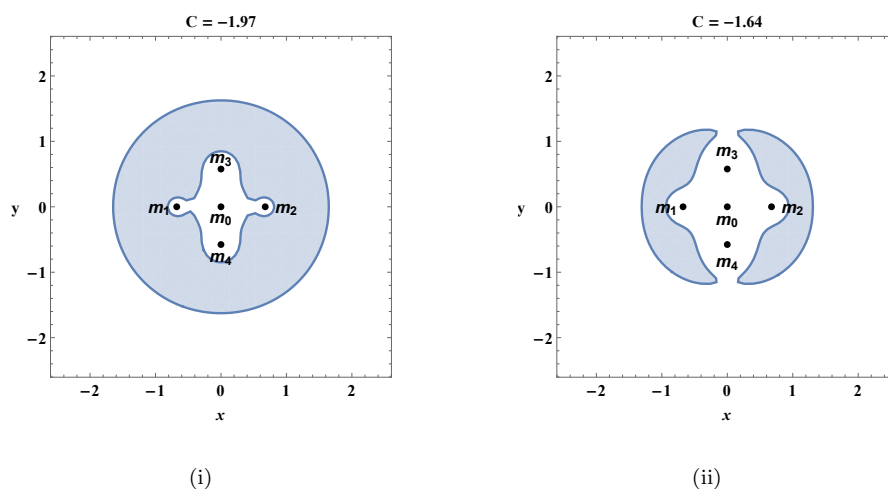 C = −1.97
2
1
y 0
−1
−2
m3
m1 m0 m2
m4
−2 −1 0 1 2
x
(i)
C = −1.64
2
1
y 0
−1
−2
m3
m1 m0 m2
m4
−2 −1 0 1 2
x
(ii)